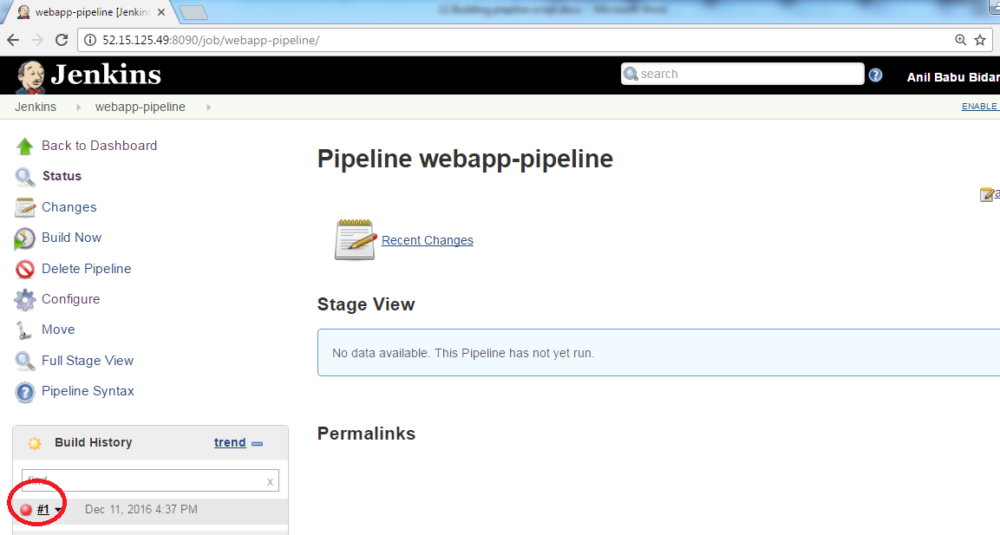 webapp-pipeline [Jenkins
52.15.125.49:8090/job/webapp-pipeline/
Jenkins
search
?
Anil Babu Bidar
Jenkins
webapp-pipeline
ENABLE
Back to Dashboard
Status
Changes
Build Now
Delete Pipeline
Configure
Move
Full Stage View
Pipeline Syntax
Pipeline webapp-pipeline
a
Recent Changes
Stage View
No data available. This Pipeline has not yet run.
Permalinks
Build History
trend
find
x
#1
Dec 11, 2016 4:37 PM